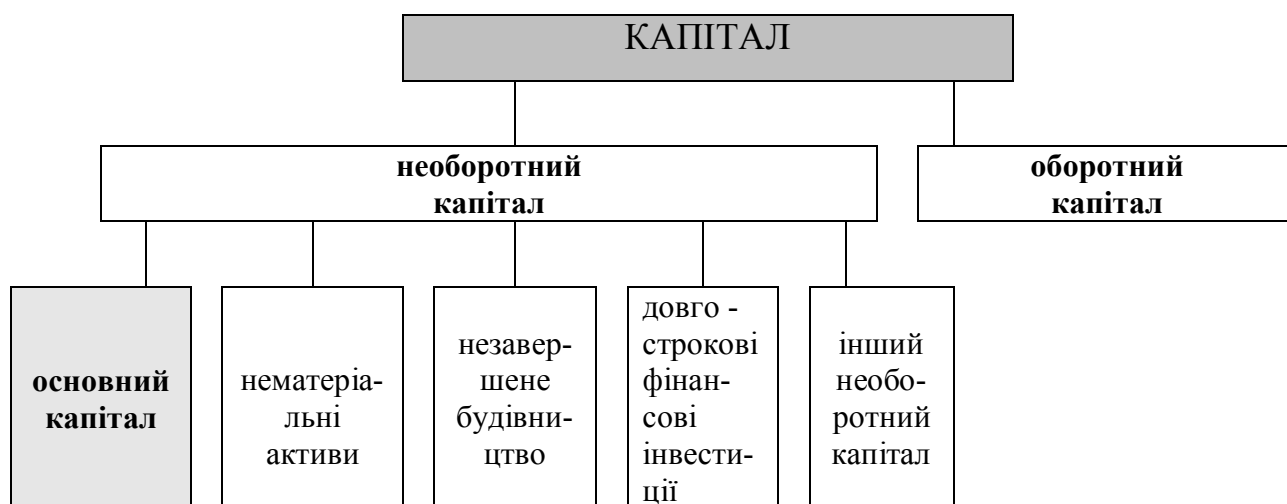 КАПІТАЛ
необоротний
капітал
оборотний
капітал
основний
капітал
нематеріа-
льні
активи
незавер-
шене
будівни-
цтво
довго -
строкові
фінан-
сові
інвести-
ції
інший
необо-
ротний
капітал